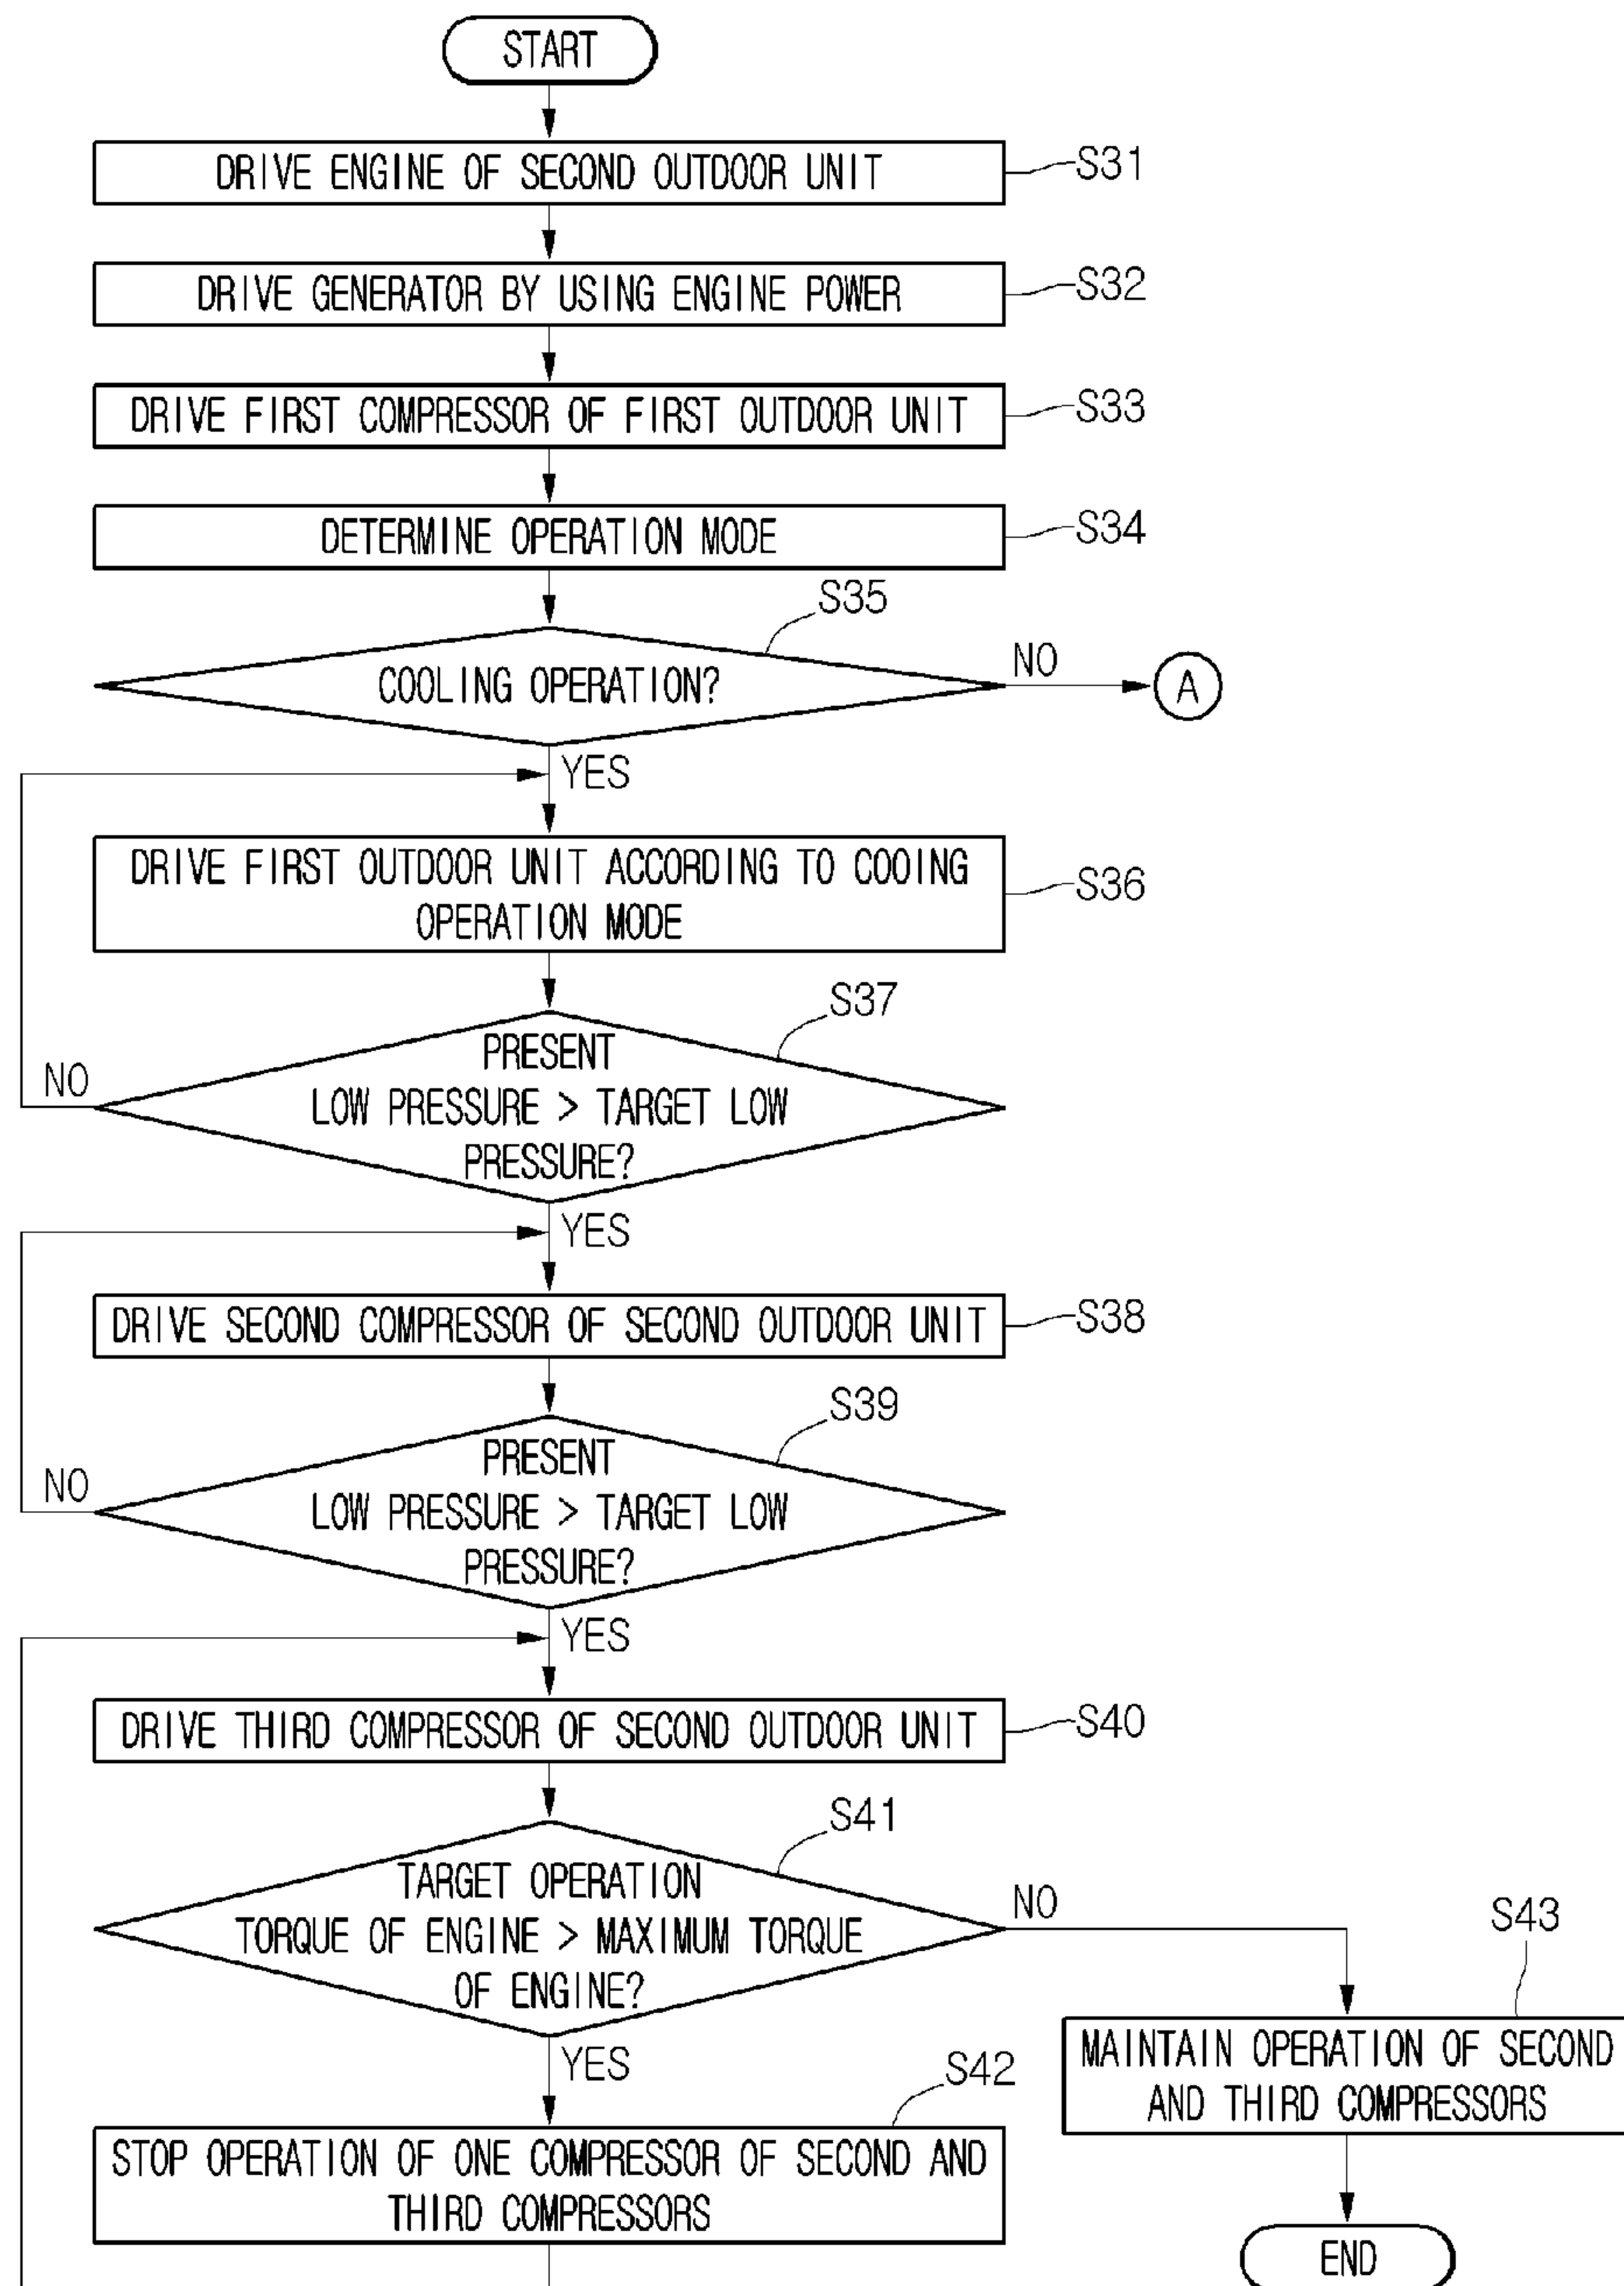 START
DRIVE ENGINE OF SECOND OUTDOOR UNIT
S31
DRIVE GENERATOR BY USING ENGINE POWER
S32
DRIVE FIRST COMPRESSOR OF FIRST OUTDOOR UNIT
S33
DETERMINE OPERATION MODE
S34
S35
COOLING OPERATION?
NO
A
YES
DRIVE FIRST OUTDOOR UNIT ACCORDING TO COOING
OPERATION MODE
S36
S37
PRESENT
LOW PRESSURE > TARGET LOW
PRESSURE?
NO
YES
DRIVE SECOND COMPRESSOR OF SECOND OUTDOOR UNIT
S38
S39
PRESENT
LOW PRESSURE > TARGET LOW
PRESSURE?
NO
YES
DRIVE THIRD COMPRESSOR OF SECOND OUTDOOR UNIT
S40
S41
TARGET OPERATION
TORQUE OF ENGINE > MAXIMUM TORQUE
OF ENGINE?
NO
S43
MAINTAIN OPERATION OF SECOND
AND THIRD COMPRESSORS
YES
S42
STOP OPERATION OF ONE COMPRESSOR OF SECOND AND
THIRD COMPRESSORS
END